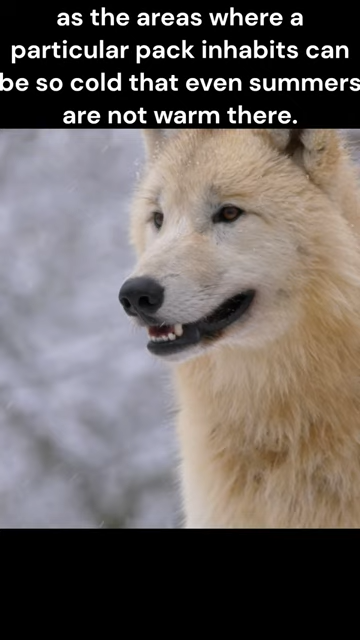 as the areas where a
particular pack inhabits can
be so cold that even summers
are not warm there.